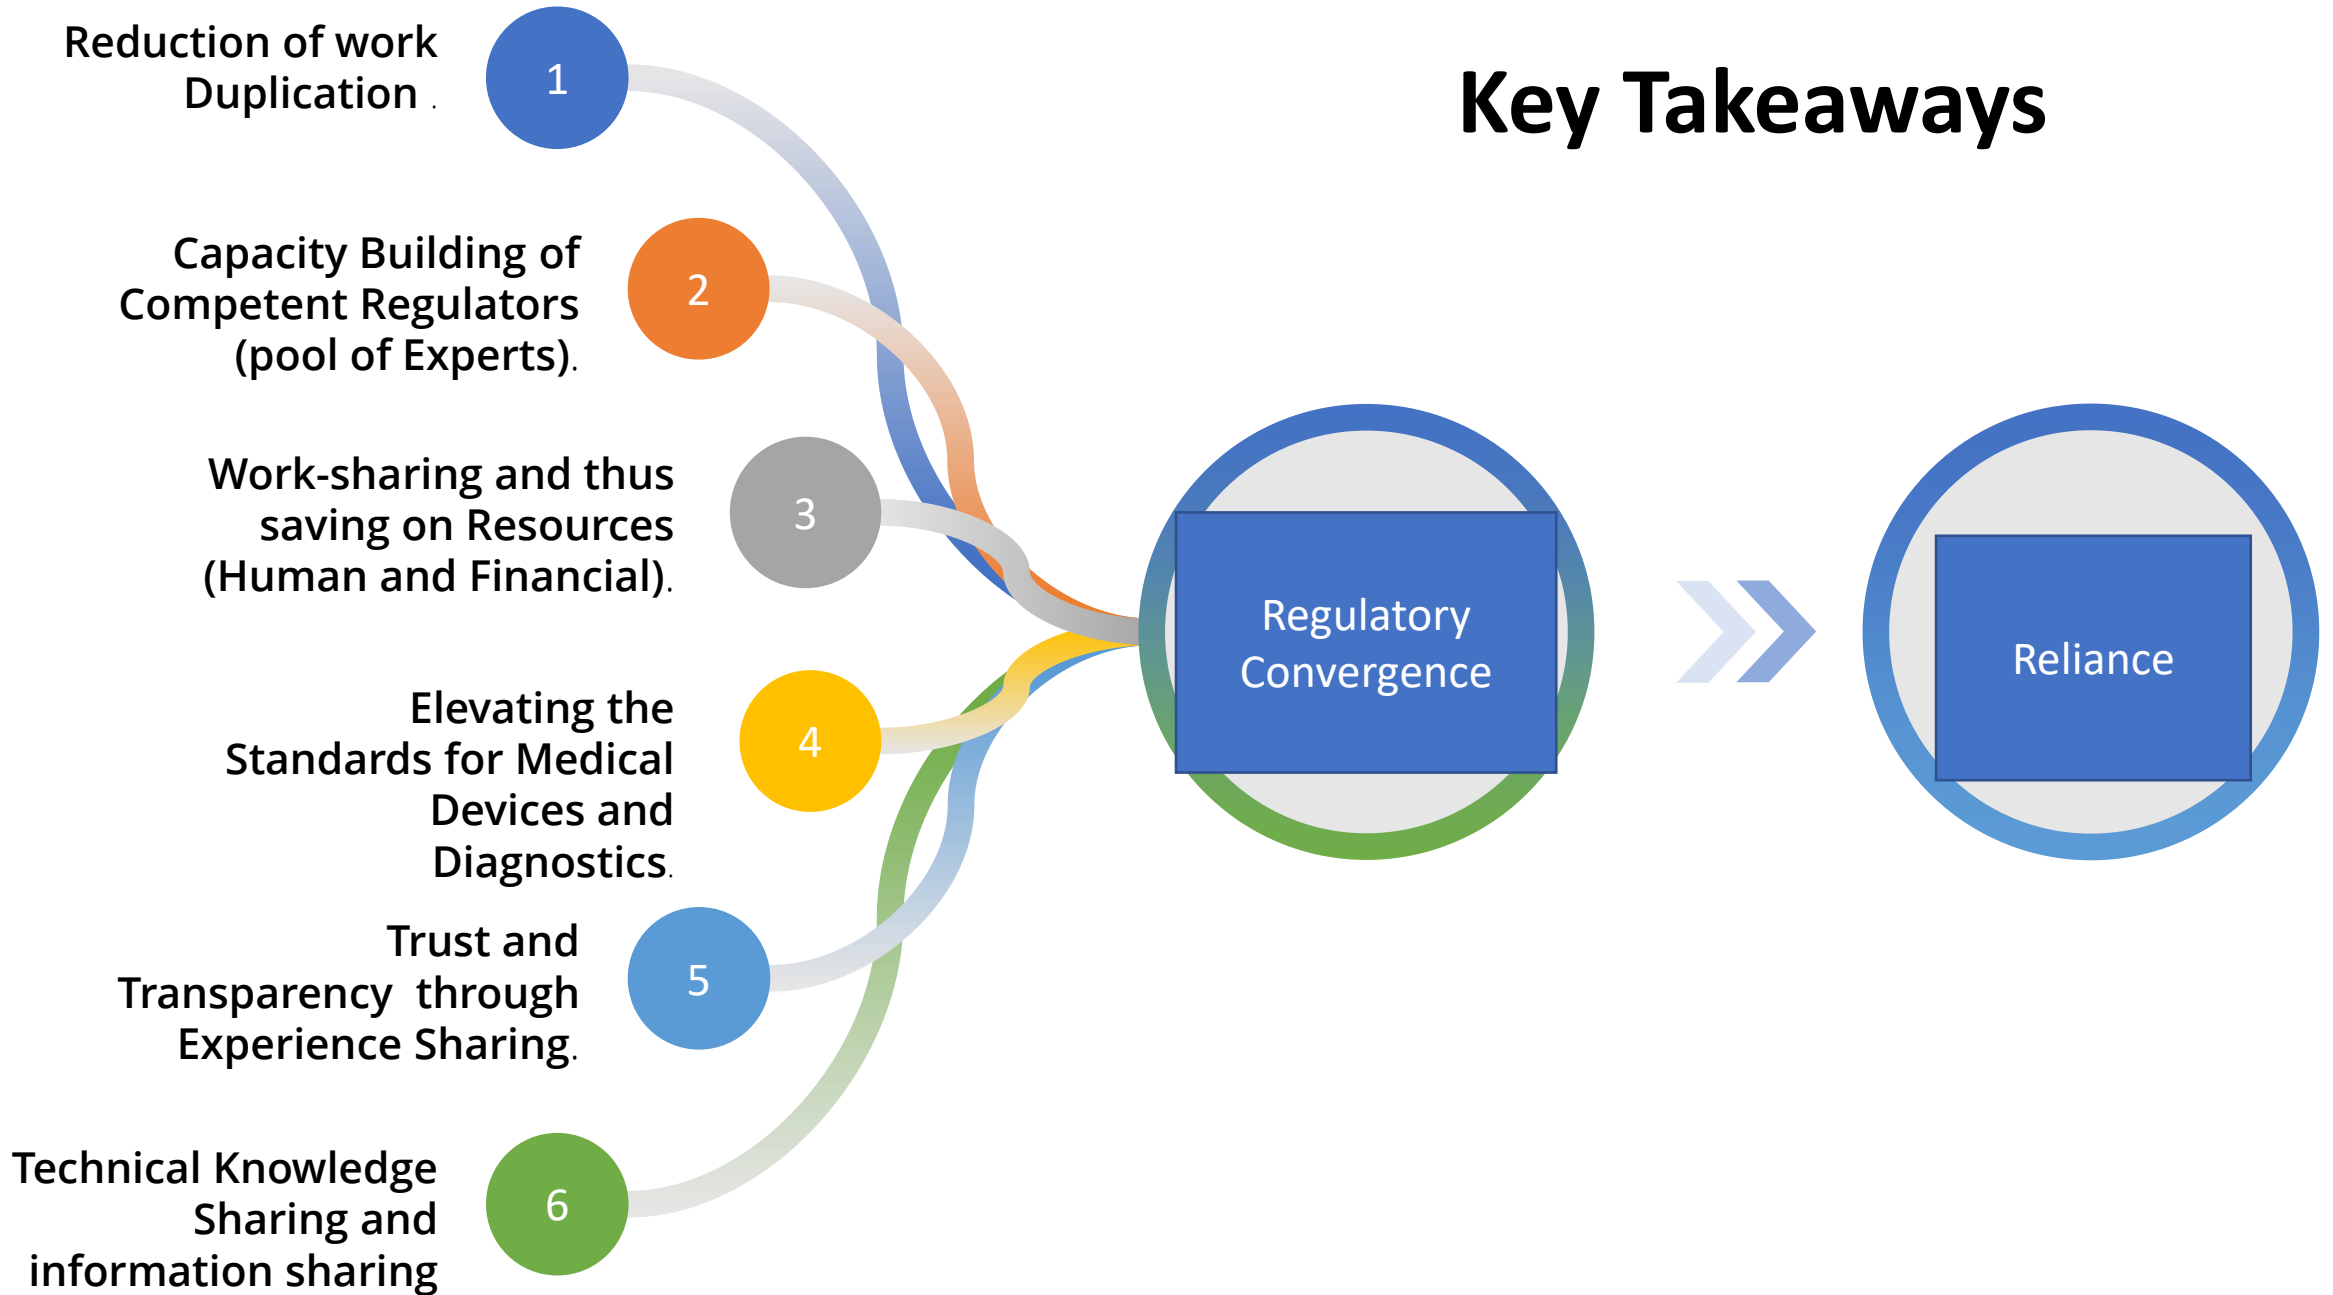 Key Takeaways
Reduction of work
Duplication .
1
Capacity Building of
Competent Regulators
(pool of Experts).
2
Work-sharing and thus
saving on Resources
(Human and Financial).
3
Elevating the
Standards for Medical
Devices and
Diagnostics.
4
Trust and
Transparency  through
Experience Sharing.
5
Technical Knowledge
Sharing and
information sharing
6
Regulatory
Convergence
Reliance